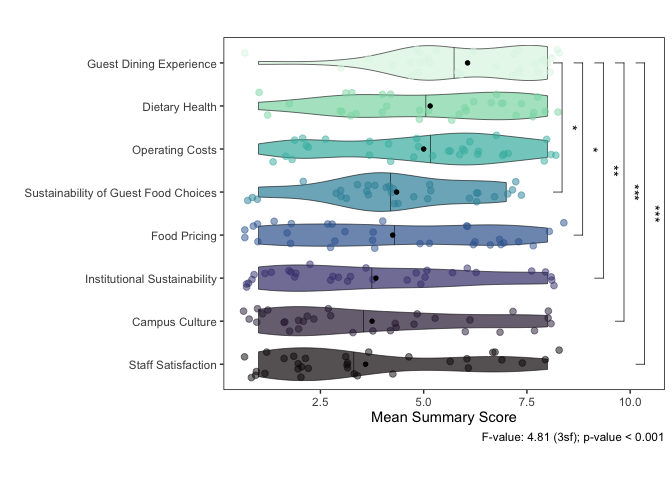 Guest Dining Experience
Dietary Health
Operating Costs
Sustainability of Guest Food Choices
Food Pricing
Institutional Sustainability
Campus Culture
Staff Satisfaction
*
*
**
***
***
2.5 5.0 7.5 10.0
Mean Summary Score
F-value: 4.81 (3sf); p-value < 0.001